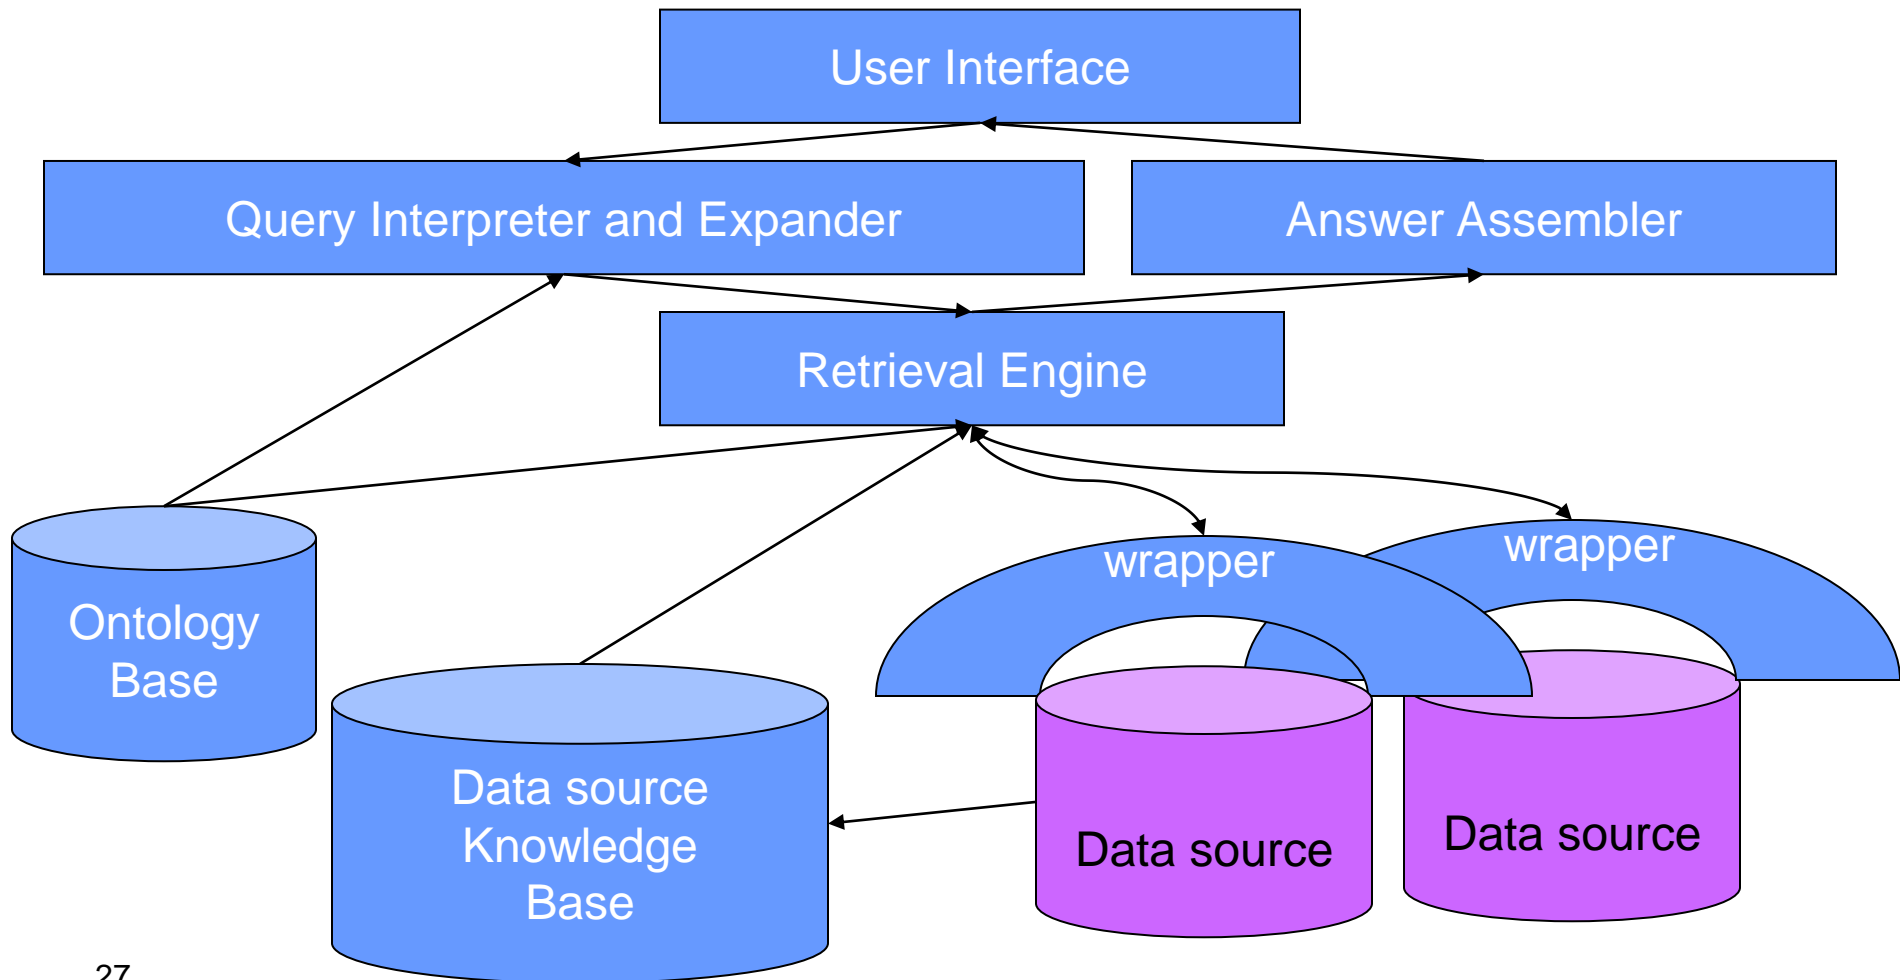 User Interface
Query Interpreter and Expander
Answer Assembler
Retrieval Engine
wrapper
wrapper
Ontology
Base
Data source
Knowledge
Base
Data source
Data source
27